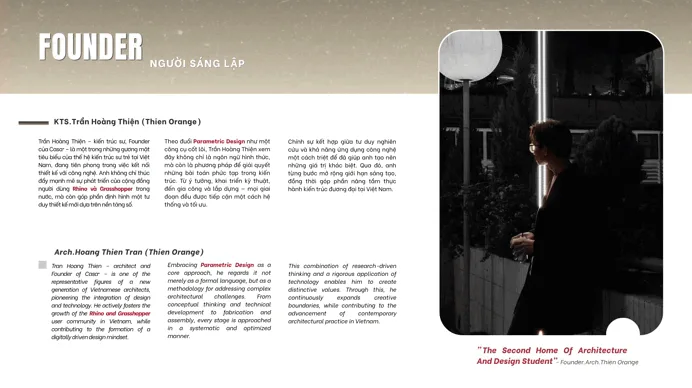 FOUNDER
NGƯỜI SÁNG LẬP
KTS.Trần Hoàng Thiện (Thien Orange)
Trần Hoàng Thiện – kiến trúc sư, Founder
của Casar – là một trong những gương mặt
tiêu biểu của thế hệ kiến trúc sư trẻ tại Việt
Nam, đang tiên phong trong việc kết nối
thiết kế với công nghệ. Anh không chỉ thúc
đẩy mạnh mẽ sự phát triển của cộng đồng
người dùng Rhino và Grasshopper trong
nước, mà còn góp phần định hình một tư
duy thiết kế mới dựa trên nền tảng số.
Theo đuổi Parametric Design như một
công cụ cốt lõi, Trần Hoàng Thiện xem
đây không chỉ là ngôn ngữ hình thức,
mà còn là phương pháp để giải quyết
những bài toán phức tạp trong kiến
trúc. Từ ý tưởng, khai triển kỹ thuật,
đến gia công và lắp dựng – mọi giai
đoạn đều được tiếp cận một cách hệ
thống và tối ưu.
Chính sự kết hợp giữa tư duy nghiên
cứu và khả năng ứng dụng công nghệ
một cách triệt để đã giúp anh tạo nên
những giá trị khác biệt. Qua đó, anh
từng bước mở rộng giới hạn sáng tạo,
đồng thời góp phần nâng tầm thực
hành kiến trúc đương đại tại Việt Nam.
Arch.Hoang Thien Tran (Thien Orange)
Tran Hoang Thien – architect and
Founder of Casar – is one of the
representative figures of a new
generation of Vietnamese architects,
pioneering the integration of design
and technology. He actively fosters the
growth of the Rhino and Grasshopper
user community in Vietnam, while
contributing to the formation of a
digitally driven design mindset.
Embracing Parametric Design as a
core approach, he regards it not
merely as a formal language, but as a
methodology for addressing complex
architectural challenges. From
conceptual thinking and technical
development to fabrication and
assembly, every stage is approached
in a systematic and optimized
manner.
This combination of research-driven
thinking and a rigorous application of
technology enables him to create
distinctive values. Through this, he
continuously expands creative
boundaries, while contributing to the
advancement of contemporary
architectural practice in Vietnam.
"The Second Home Of Architecture
And Design Student"- Founder.Arch.Thien Orange